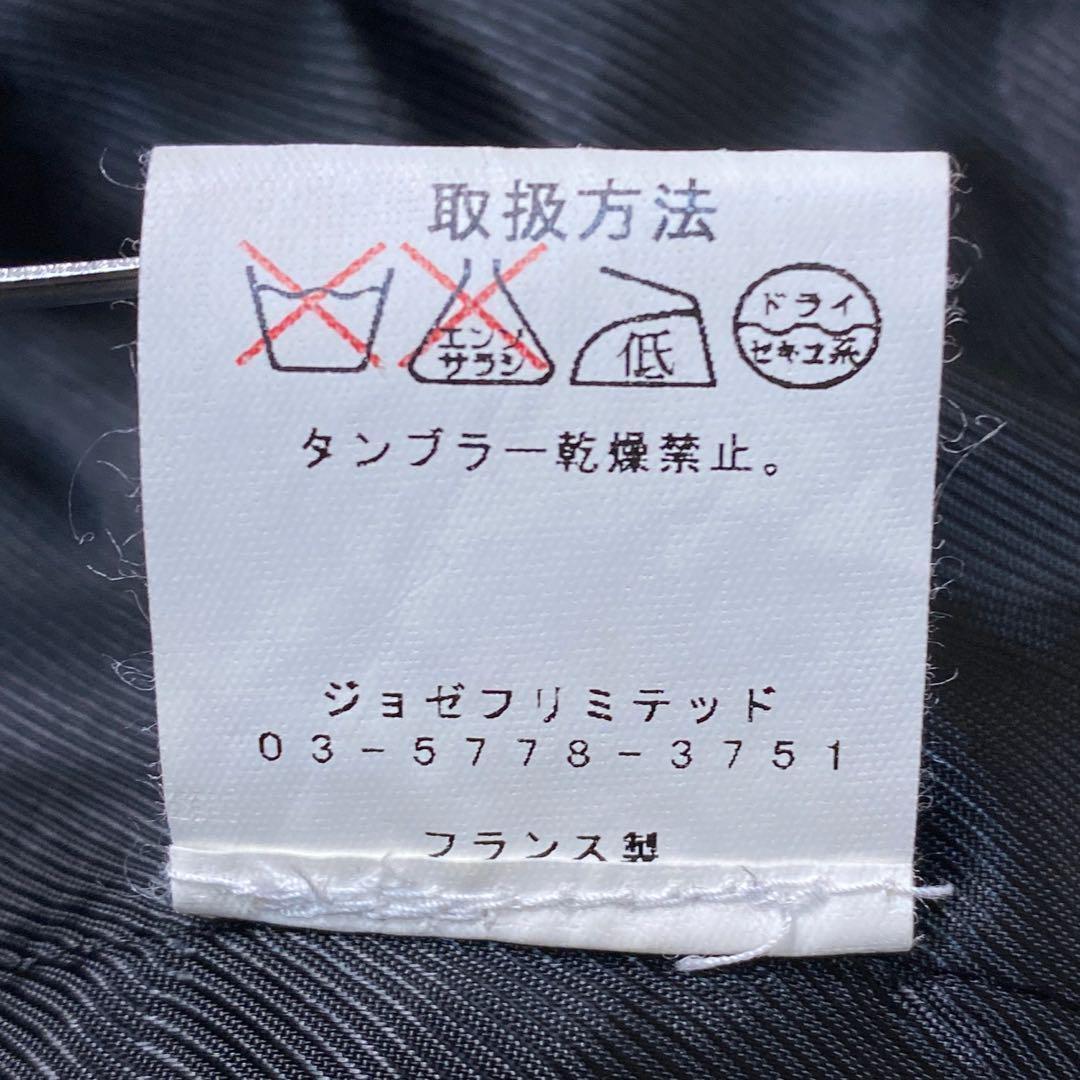 取扱方法
エンソ
サラシ
低
ドライ
セキユ系
タンブラー乾燥禁止。
ジョゼフリミテッド
03-5778-3751
フランス製